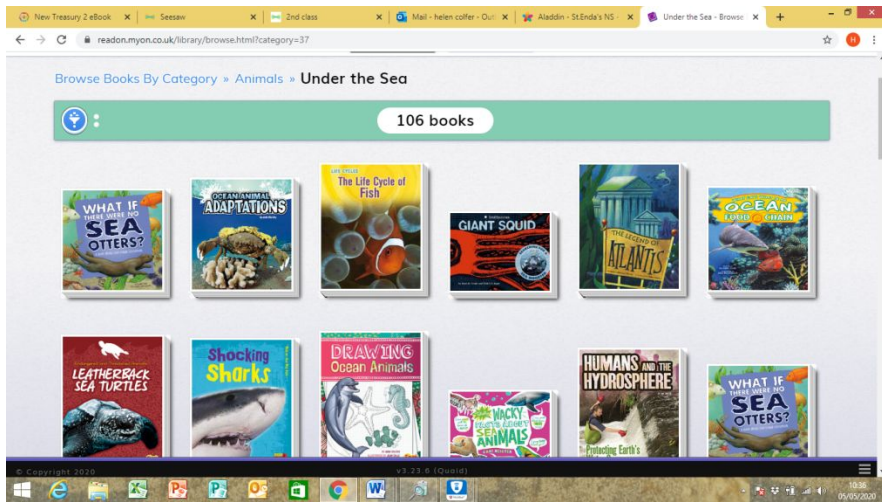 New Treasury 2 eBook
Seesaw
2nd class
Mail - helen colfer - Out
Aladdin - St.Enda's NS -
Under the Sea - Browse
readon.myon.co.uk/library/browse.html?category=37
H
Browse Books By Category » Animals » Under the Sea
106 books
WHAT IF
THERE WERE NO
SEA
OTTERS?
OCEAN ANIMAL
ADAPTATIONS
LIFE CYCLES
The Life Cycle of
Fish
GIANT SQUID
THE LEGEND OF
ATLANTIS
OCEAN
FOOD CHAIN
LEATHERBACK
SEA TURTLES
Shocking
Sharks
DRAWING
Ocean Animals
WACKY
FACTS ABOUT
SEA
ANIMALS
HUMANS AND THE
HYDROSPHERE
Protecting Earth's
WHAT IF
THERE WERE NO
SEA
OTTERS?
© Copyright 2020
v3.23.6 (Quaid)
10:36
05/05/2020